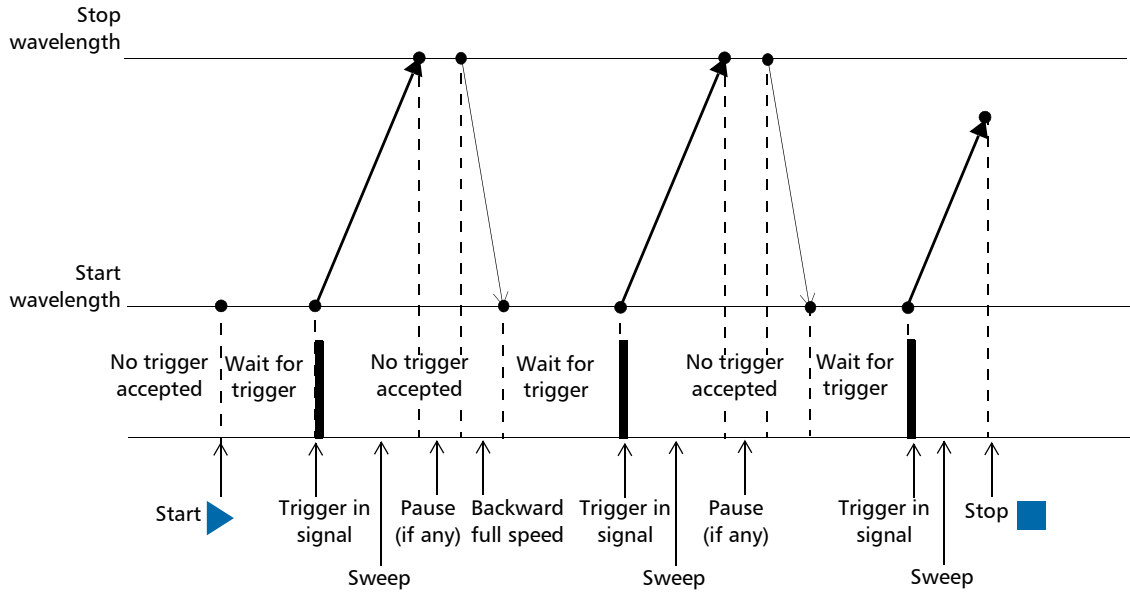 Stop
wavelength
Start
wavelength
No trigger
accepted
Wait for
trigger
No trigger
accepted
Wait for
trigger
No trigger
accepted
Wait for
trigger
Start
Trigger in
signal
Pause
(if any)
Backward
full speed
Trigger in
signal
Pause
(if any)
Trigger in
signal
Stop
Sweep
Sweep
Sweep